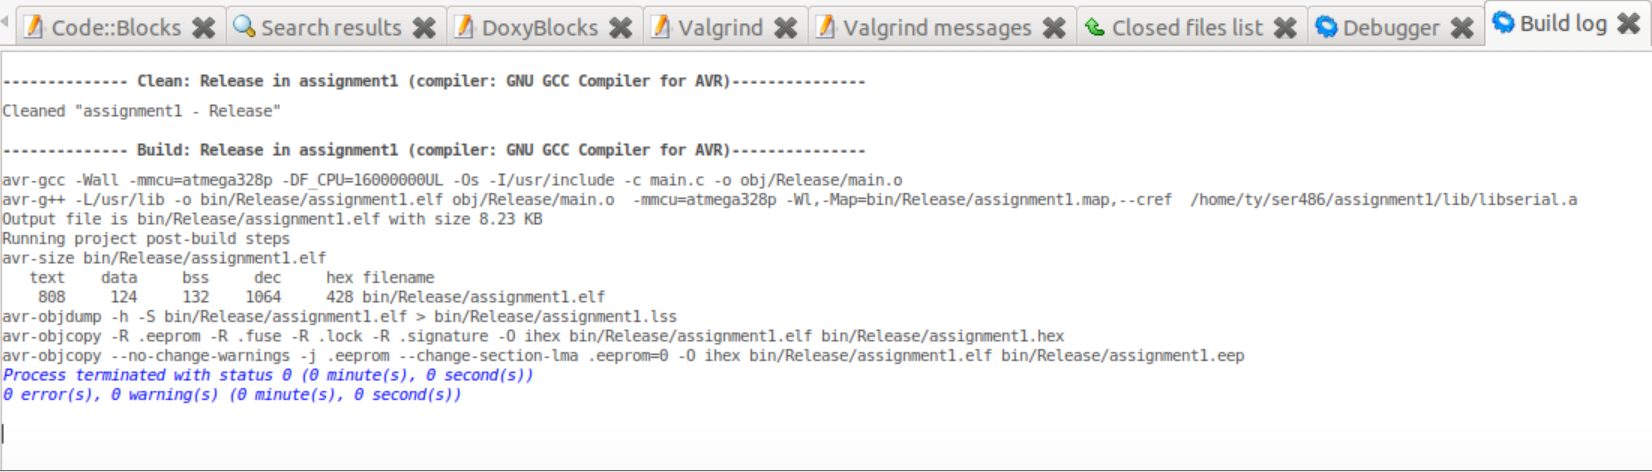 Code::Blocks Search results DoxyBlocks Valgrind Valgrind messages Closed files list Debugger Build log
-------------- Clean: Release in assignment1 (compiler: GNU GCC Compiler for AVR)---------------
Cleaned "assignment1 - Release"
-------------- Build: Release in assignment1 (compiler: GNU GCC Compiler for AVR)---------------
avr-gcc -Wall -mmcu=atmega328p -DF_CPU=16000000UL -Os -I/usr/include -c main.c -o obj/Release/main.o
avr-g++ -L/usr/lib -o bin/Release/assignment1.elf obj/Release/main.o  -mmcu=atmega328p -Wl,-Map=bin/Release/assignment1.map,--cref  /home/ty/ser486/assignment1/lib/libserial.a
Output file is bin/Release/assignment1.elf with size 8.23 KB
Running project post-build steps
avr-size bin/Release/assignment1.elf
   text    data     bss     dec     hex filename
    808     124     132    1064     428 bin/Release/assignment1.elf
avr-objdump -h -S bin/Release/assignment1.elf > bin/Release/assignment1.lss
avr-objcopy -R .eeprom -R .fuse -R .lock -R .signature -O ihex bin/Release/assignment1.elf bin/Release/assignment1.hex
avr-objcopy --no-change-warnings -j .eeprom --change-section-lma .eeprom=0 -O ihex bin/Release/assignment1.elf bin/Release/assignment1.eep
Process terminated with status 0 (0 minute(s), 0 second(s))
0 error(s), 0 warning(s) (0 minute(s), 0 second(s))